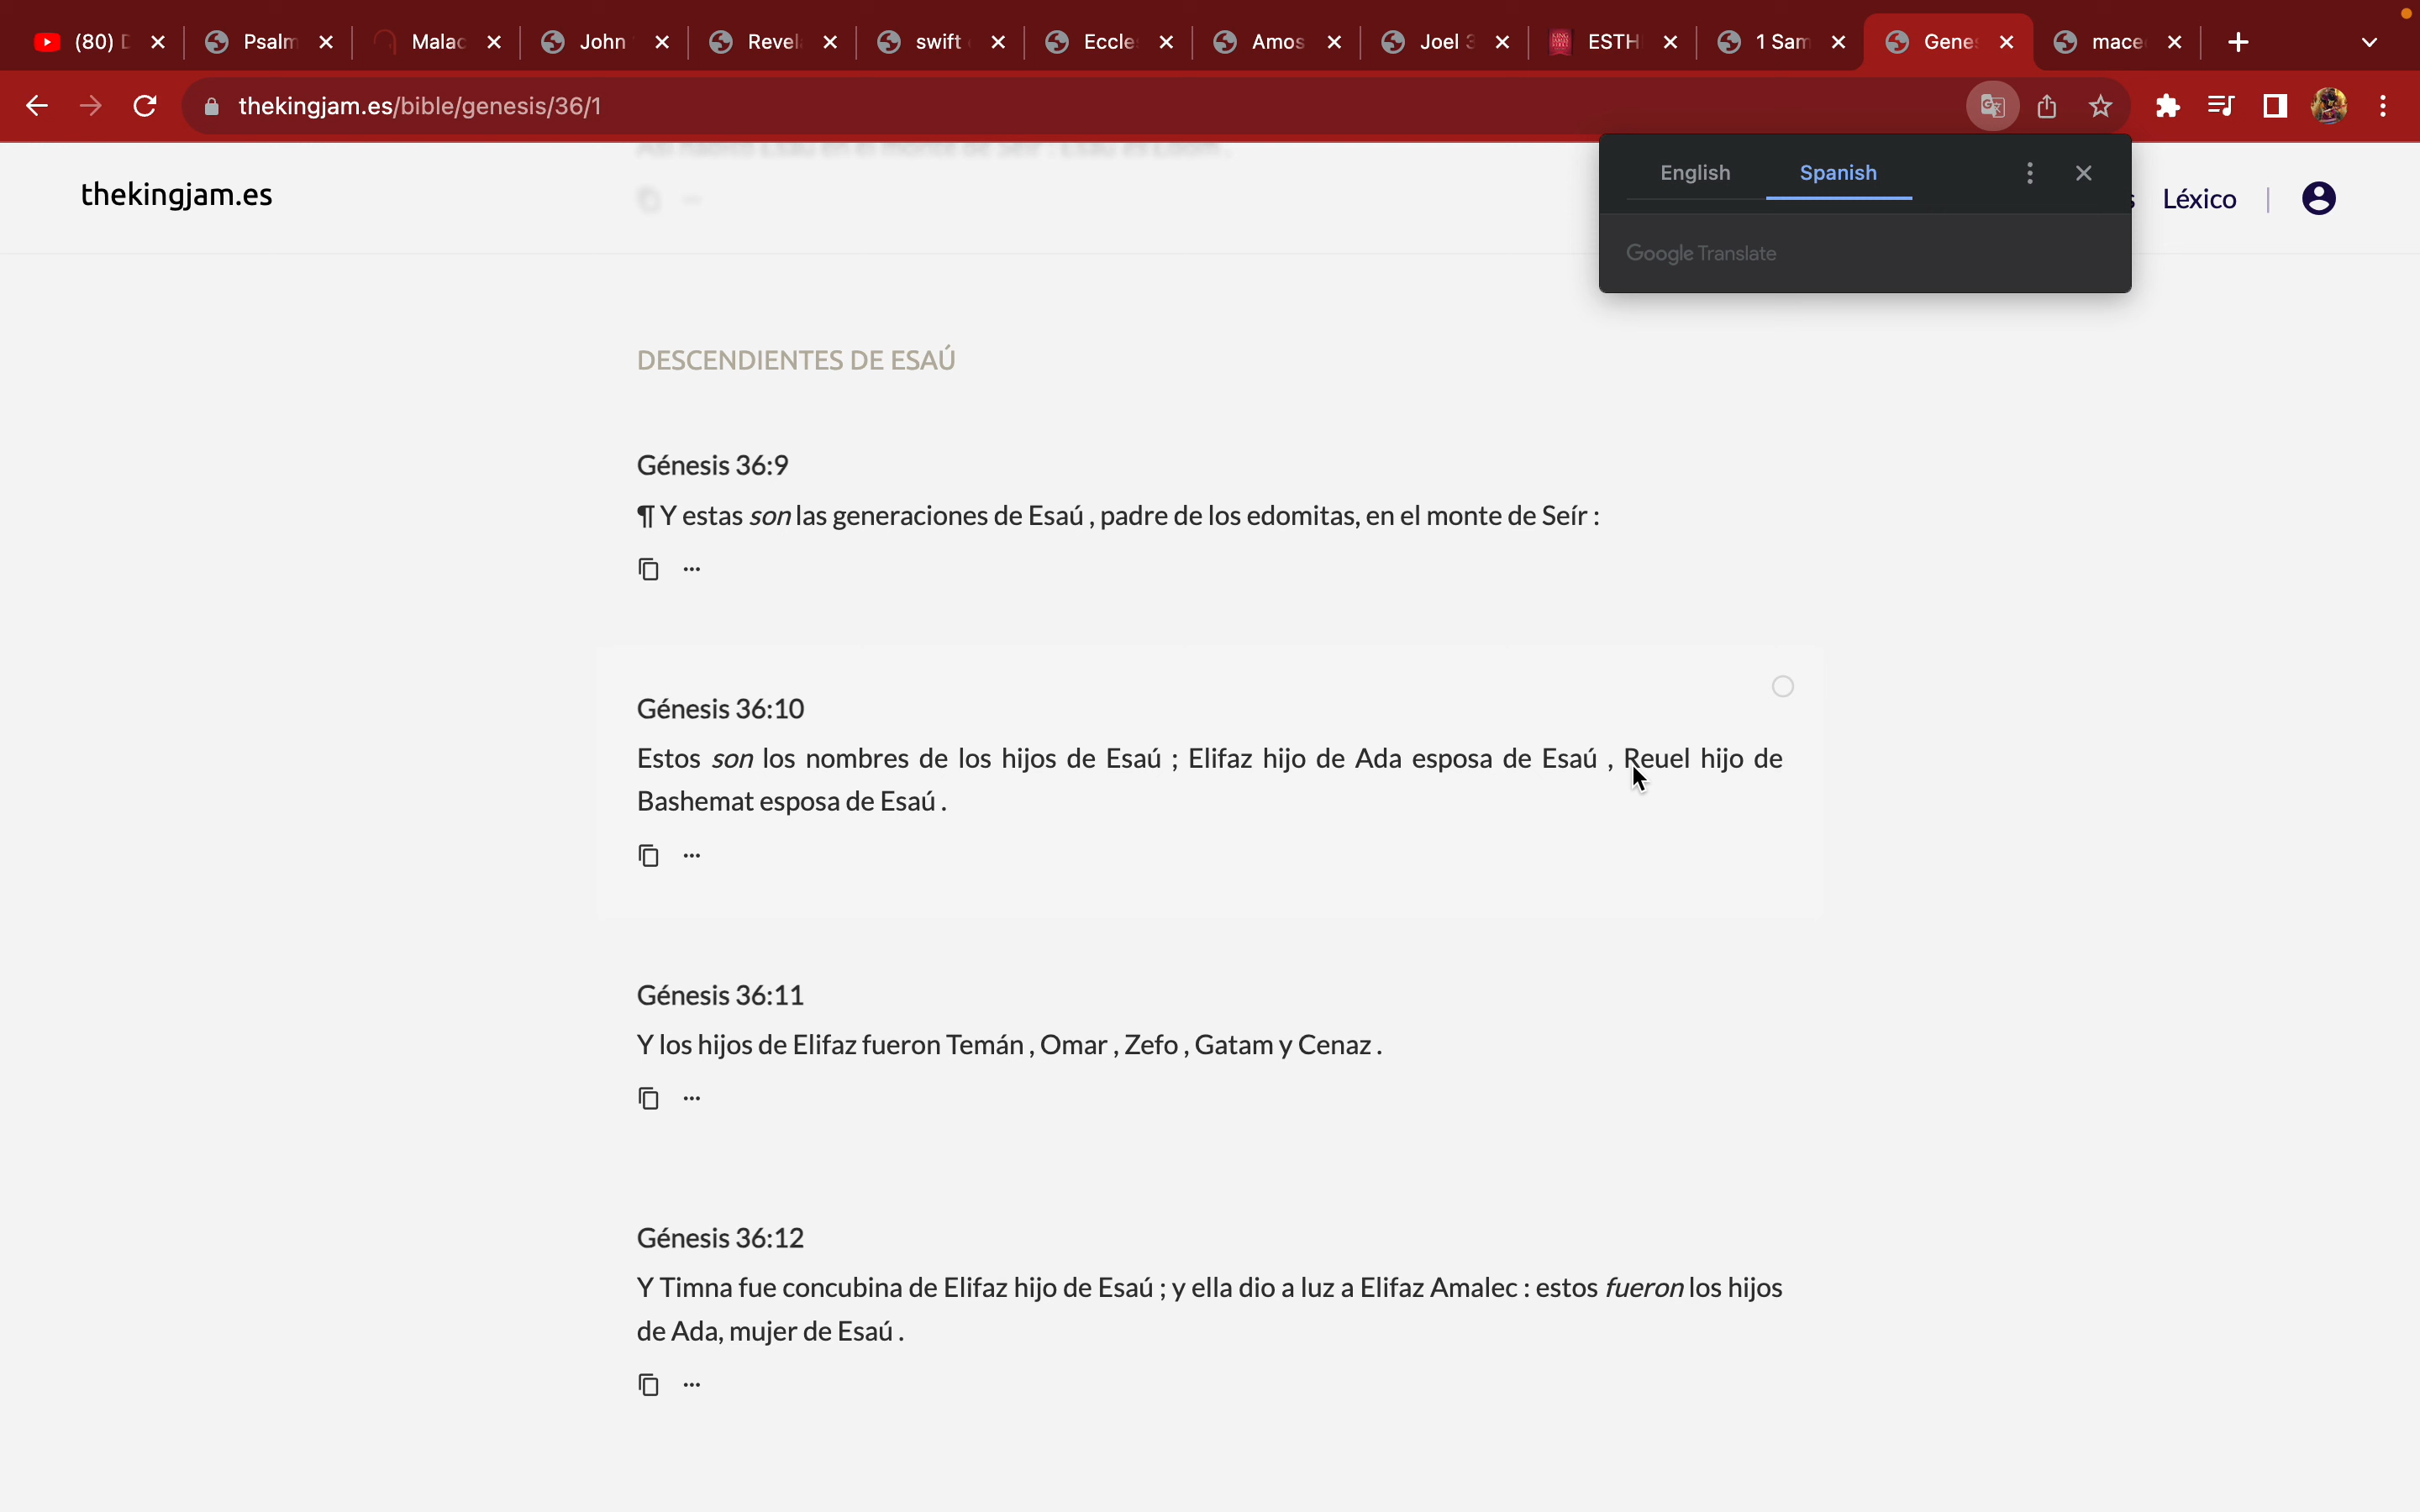 (80)
Psalm
Malac
John
Revel
swift
Eccle
Amos
Joel 3
ESTH
1 Sam
Genes
mace
thekingjam.es/bible/genesis/36/1
English
Spanish
Google Translate
thekingjam.es
Léxico
DESCENDIENTES DE ESAÚ
Génesis 36:9
¶ Y estas son las generaciones de Esaú , padre de los edomitas, en el monte de Seír :
Génesis 36:10
Estos son los nombres de los hijos de Esaú ; Elifaz hijo de Ada esposa de Esaú , Reuel hijo de
Bashemat esposa de Esaú .
Génesis 36:11
Y los hijos de Elifaz fueron Temán , Omar , Zefo , Gatam y Cenaz .
Génesis 36:12
Y Timna fue concubina de Elifaz hijo de Esaú ; y ella dio a luz a Elifaz Amalec : estos fueron los hijos
de Ada, mujer de Esaú .